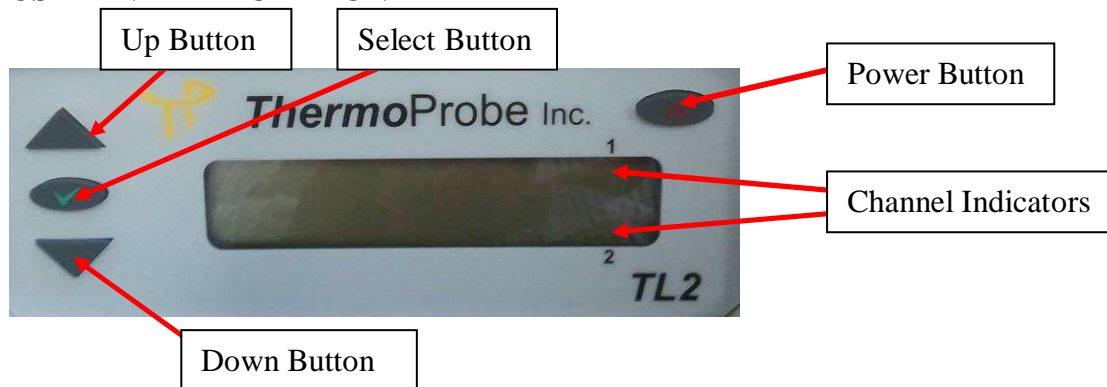 Up Button
Select Button
Power Button
ThermoProbe Inc.
1
Channel Indicators
2
TL2
Down Button